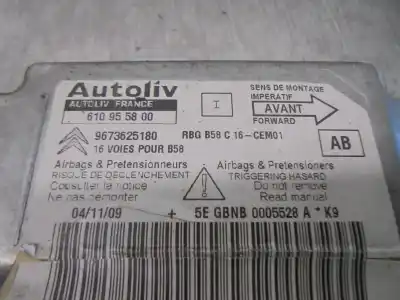 Autoliv
AUTOLIV FRANCE
610 95 58 00
I
SENS DE MONTAGE
IMPERATIF
AVANT
FORWARD
9673625180
RBG B58 C 16-CEM01
16 VOIES POUR B58
AB
Airbags & Pretensionneurs
RISQUE DE DECLENCHEMENT
Consulter la notice
Ne pas démonter
Airbags & Pretensioners
TRIGGERING HASARD
Do not remove
Read manual
04/11/09 + 5E GBNB 0005528 A * K9